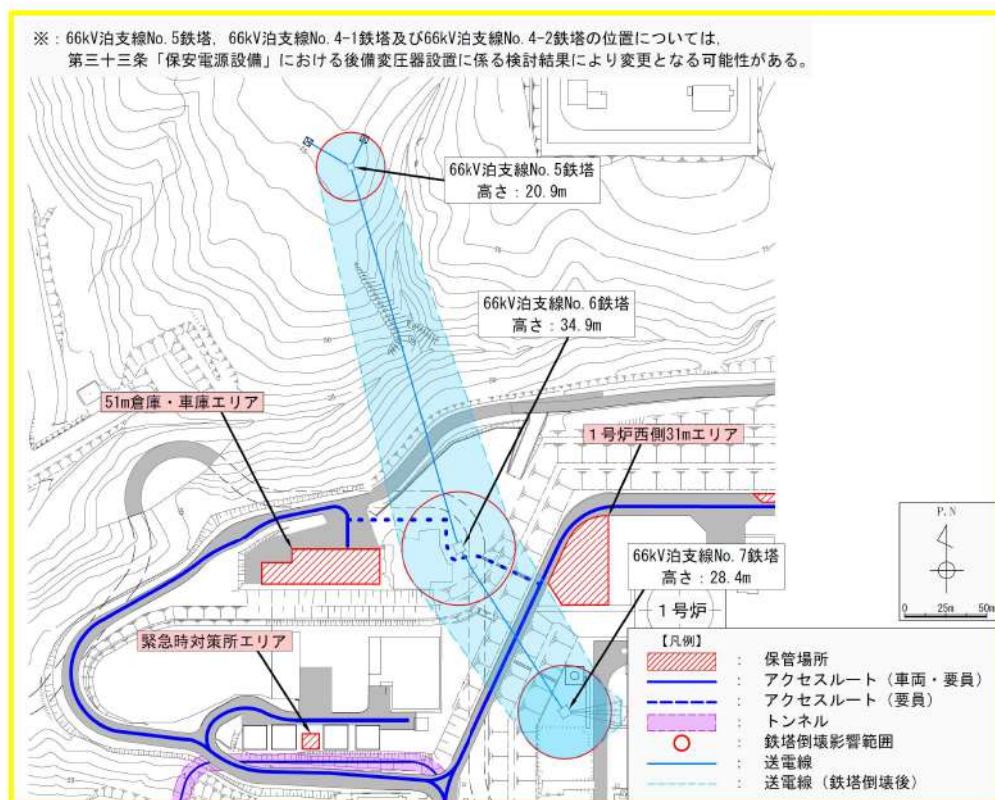 ※：66kV泊支線No. 5鉄塔，66kV泊支線No. 4-1鉄塔及び66kV泊支線No. 4-2鉄塔の位置については，
第三十三条「保安電源設備」における後備変圧器設置に係る検討結果により変更となる可能性がある。
66kV泊支線No. 5鉄塔
高さ：20.9m
66kV泊支線No. 6鉄塔
高さ：34.9m
51m倉庫・車庫エリア
1号炉西側31mエリア
66kV泊支線No. 7鉄塔
高さ：28.4m
P. N
0 25m 50m
1号炉
緊急時対策所エリア
【凡例】
： 保管場所
： アクセスルート（車両・要員）
： アクセスルート（要員）
： トンネル
： 鉄塔倒壊影響範囲
： 送電線
： 送電線（鉄塔倒壊後）